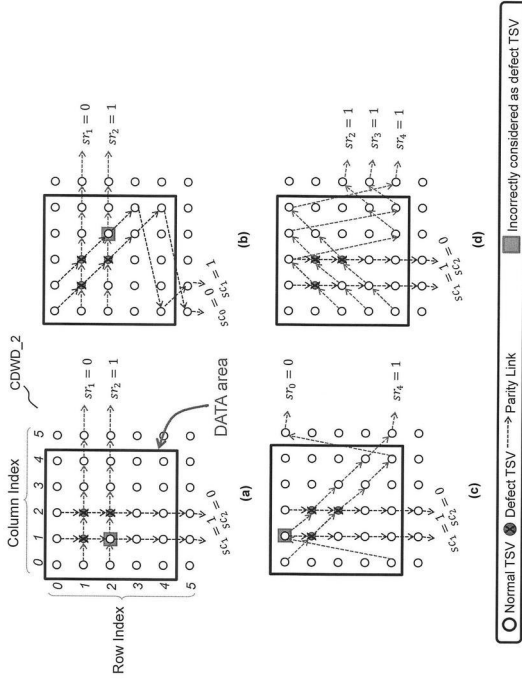 CDWD_2
Column Index
0 1 2 3 4 5
Row Index
0
1
2
3
4
5
sr₁ = 0
sr₂ = 1
sc₁ = 1
sc₂ = 0
DATA area
(a)
sr₁ = 0
sr₂ = 1
sc₀ = 0
sc₁ = 1
(b)
sr₀ = 0
sr₄ = 1
sc₁ = 1
sc₂ = 0
(c)
sr₂ = 1
sr₃ = 1
sr₄ = 1
sc₁ = 1
sc₂ = 0
(d)
Normal TSV Defect TSV Parity Link Incorrectly considered as defect TSV